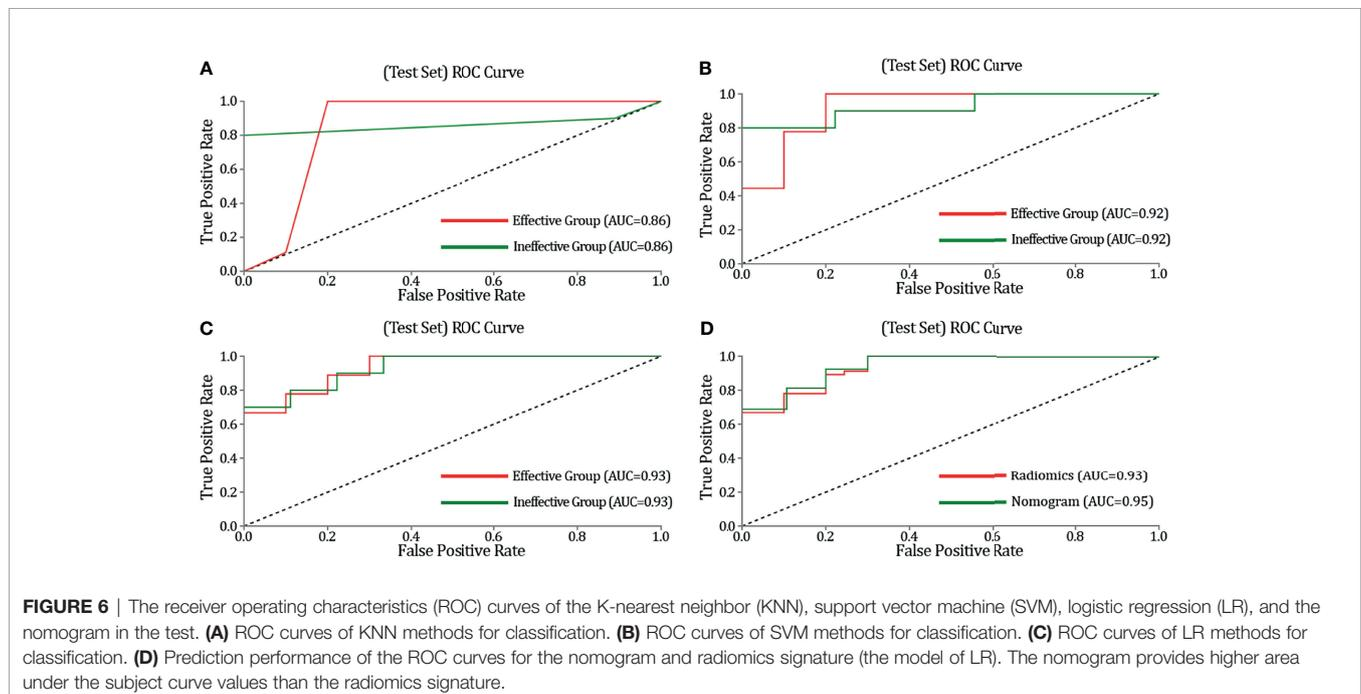 A
(Test Set) ROC Curve
True Positive Rate
1.0
0.8
0.6
0.4
0.2
0.0
Effective Group (AUC=0.86)
Ineffective Group (AUC=0.86)
0.0 0.2 0.4 0.6 0.8 1.0
False Positive Rate
B
(Test Set) ROC Curve
True Positive Rate
1.0
0.8
0.6
0.4
0.2
0.0
Effective Group (AUC=0.92)
Ineffective Group (AUC=0.92)
0.0 0.2 0.4 0.6 0.8 1.0
False Positive Rate
C
(Test Set) ROC Curve
True Positive Rate
1.0
0.8
0.6
0.4
0.2
0.0
Effective Group (AUC=0.93)
Ineffective Group (AUC=0.93)
0.0 0.2 0.4 0.6 0.8 1.0
False Positive Rate
D
(Test Set) ROC Curve
True Positive Rate
1.0
0.8
0.6
0.4
0.2
0.0
Radiomics (AUC=0.93)
Nomogram (AUC=0.95)
0.0 0.2 0.4 0.6 0.8 1.0
False Positive Rate
FIGURE 6 | The receiver operating characteristics (ROC) curves of the K-nearest neighbor (KNN), support vector machine (SVM), logistic regression (LR), and the
nomogram in the test. (A) ROC curves of KNN methods for classification. (B) ROC curves of SVM methods for classification. (C) ROC curves of LR methods for
classification. (D) Prediction performance of the ROC curves for the nomogram and radiomics signature (the model of LR). The nomogram provides higher area
under the subject curve values than the radiomics signature.